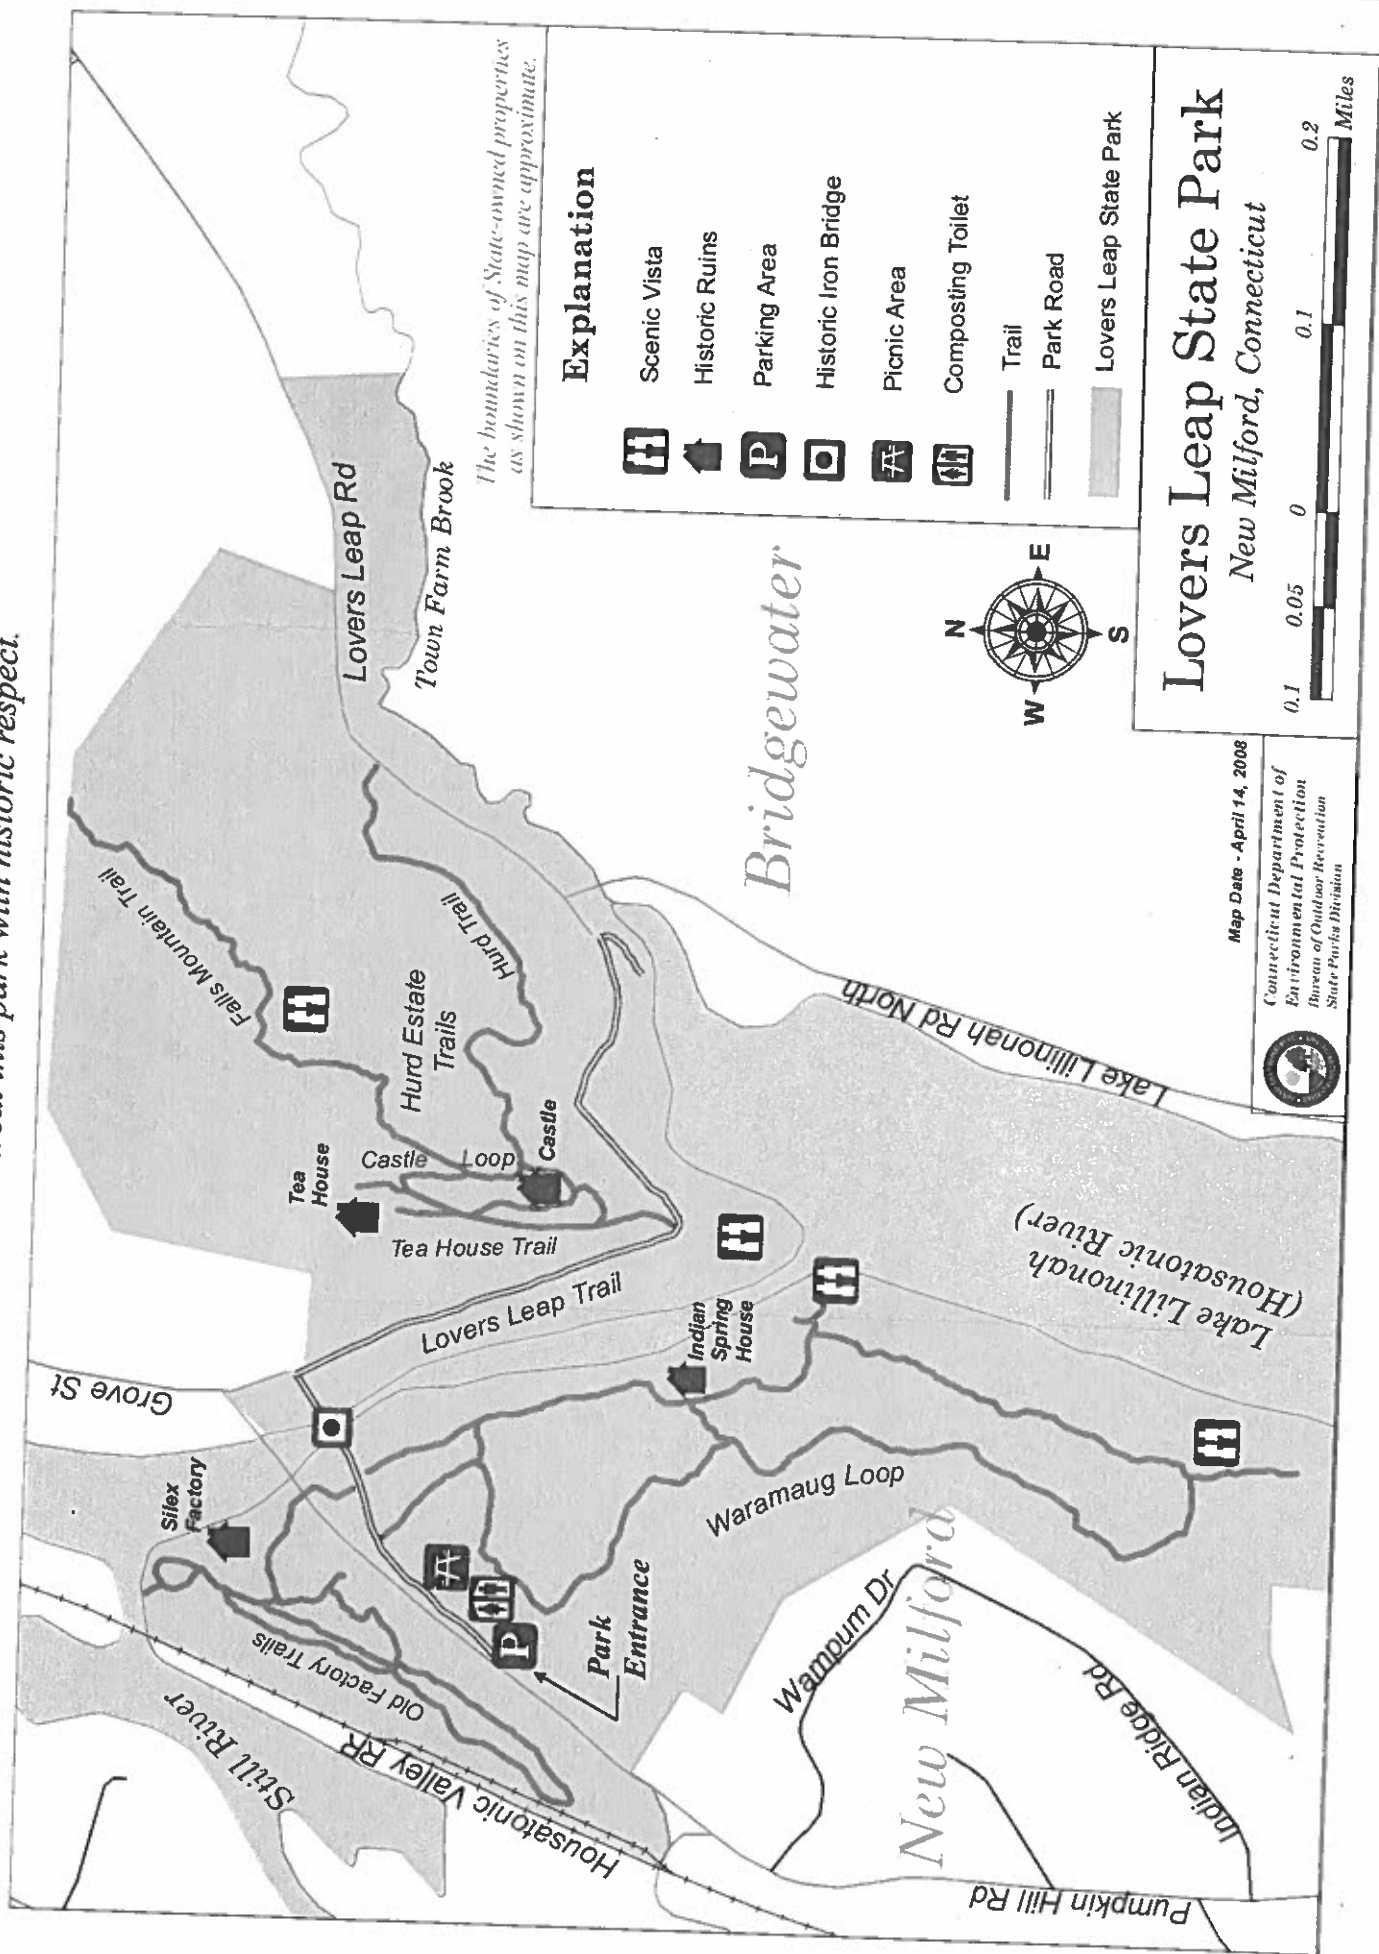 this park with historic respect.
The boundaries of State-owned properties
as shown on this map are approximate.
Lovers Leap Rd
Town Farm Brook
Falls Mountain Trail
Hurd Trail
Hurd Estate
Trails
Tea
House
Castle Loop
Castle
Tea House Trail
Lovers Leap Trail
Grove St
Silex
Factory
Indian
Spring
House
Old Factory Trails
Still River
Housatonic Valley RR
P
Park
Entrance
Waramaug Loop
Wampum Dr
Indian Ridge Rd
Pumpkin Hill Rd
New Milford
Bridgewater
Lake Lillinonah Rd North
Lake Lillinonah
(Housatonic River)
Explanation
Scenic Vista
Historic Ruins
P Parking Area
Historic Iron Bridge
Picnic Area
Composting Toilet
Trail
Park Road
Lovers Leap State Park
N
W E
S
Lovers Leap State Park
New Milford, Connecticut
0.1 0.05 0 0.1 0.2
Miles
Map Date - April 14, 2008
Connecticut Department of
Environmental Protection
Bureau of Outdoor Recreation
State Parks Division